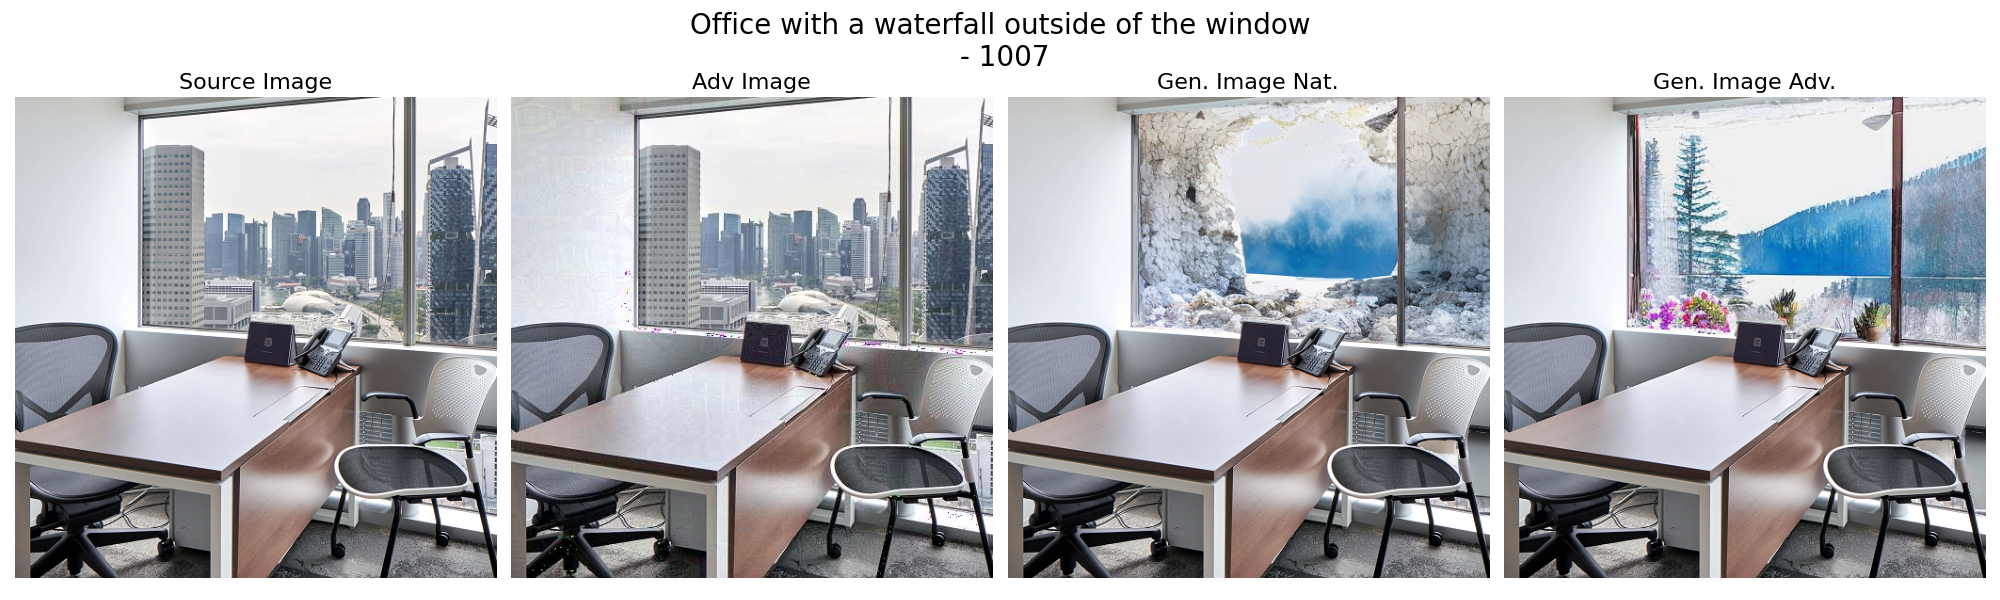 Office with a waterfall outside of the window
- 1007
Source Image
Adv Image
Gen. Image Nat.
Gen. Image Adv.